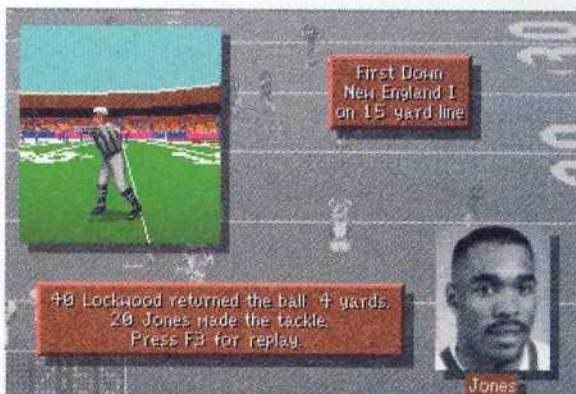 First Down
New England 1
on 15 yard line
30
40 Lockwood returned the ball 4 yards.
20 Jones made the tackle.
Press F3 for replay.
Jones